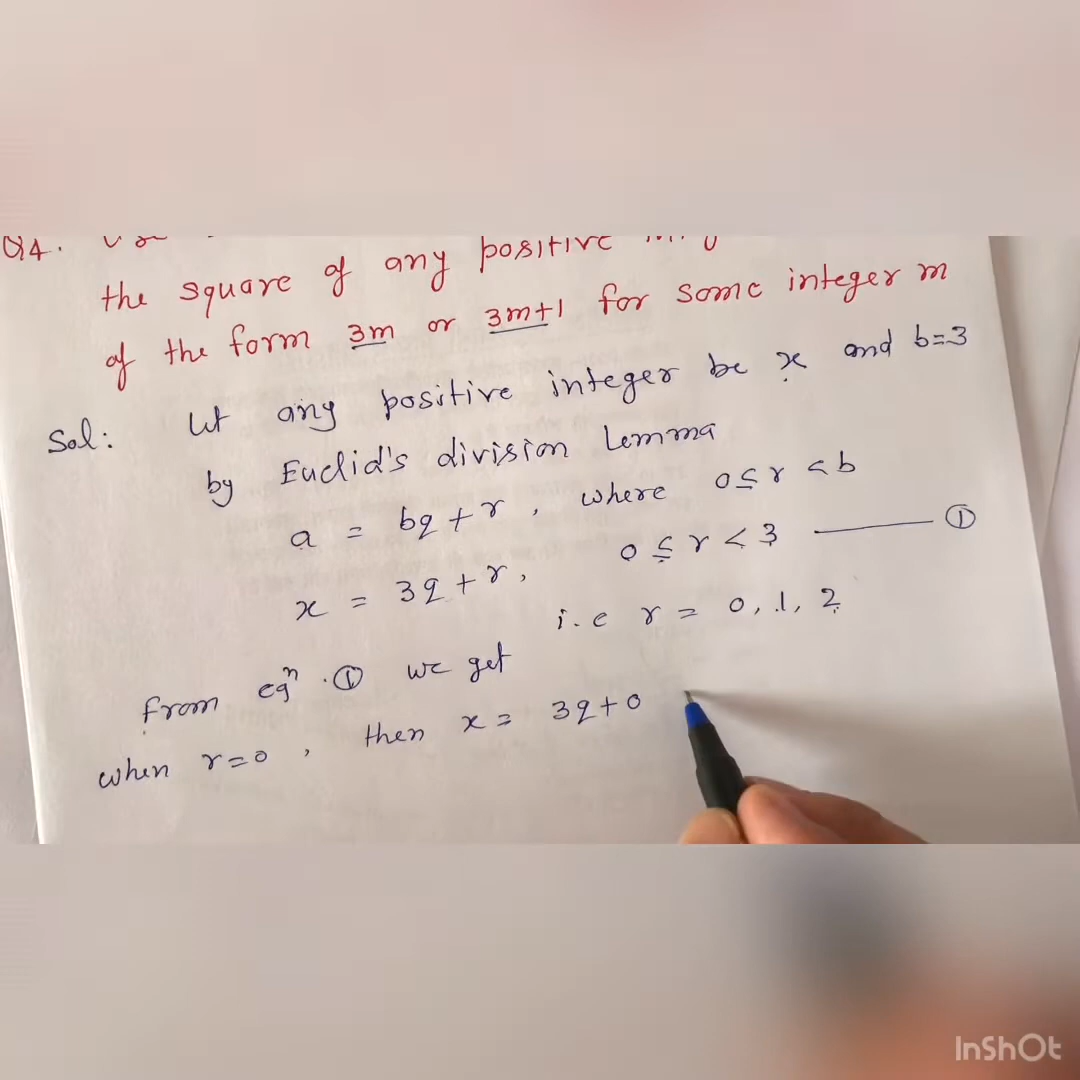 Q4.
the square of any positive
of the form 3m or 3m+1 for some integer m
Sol: Let any positive integer be x and b=3
by Euclid's division Lemma
a = bq + r , where 0 ≤ r < b
x = 3q + r, 0 ≤ r < 3 ——— ①
i.e r = 0, 1, 2
from eqⁿ. ① we get
when r=0 , then x = 3q+0
InShOt